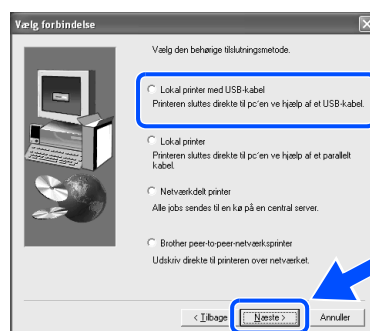 Vælg forbindelse
Vælg den behørige tilslutningsmetode.
Lokal printer med USB-kabel
Printeren sluttes direkte til pc'en ve hjælp af et USB-kabel.
Lokal printer
Printeren sluttes direkte til pc'en ve hjælp af et parallelt
kabel.
Netværkdelt printer
Alle jobs sendes til en kø på en central server.
Brother peer-to-peer-netværksprinter
Udskriv direkte til printeren over netværket.
< Tilbage
Næste >
Annuller